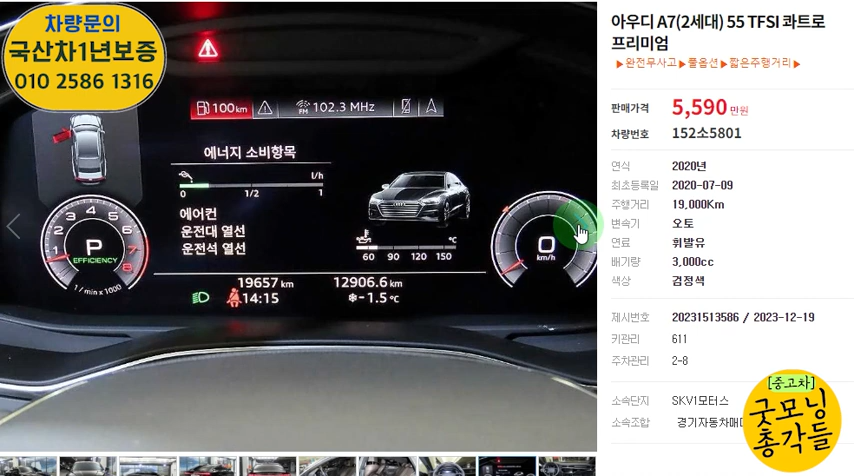 차량문의
국산차1년보증
010 2586 1316
100km
FM 102.3 MHz
에너지 소비항목
l/h
0 1/2 1
에어컨
운전대 열선
운전석 열선
°C
60 90 120 150
1 2 3 4 5 6 7 8
P
EFFICIENCY
1/min x 1000
0
km/h
19657 km 12906.6 km
14:15 -1.5 °C
아우디 A7(2세대) 55 TFSI 콰트로
프리미엄
▶완전무사고▶풀옵션▶짧은주행거리▶
판매가격 5,590 만원
차량번호 152소5801
연식 2020년
최초등록일 2020-07-09
주행거리 19,000Km
변속기 오토
연료 휘발유
배기량 3,000cc
색상 검정색
제시번호 20231513586 / 2023-12-19
키관리 611
주차관리 2-8
소속단지 SKV1모터스
소속조합 경기자동차매
[중고차]
굿모닝
총각들